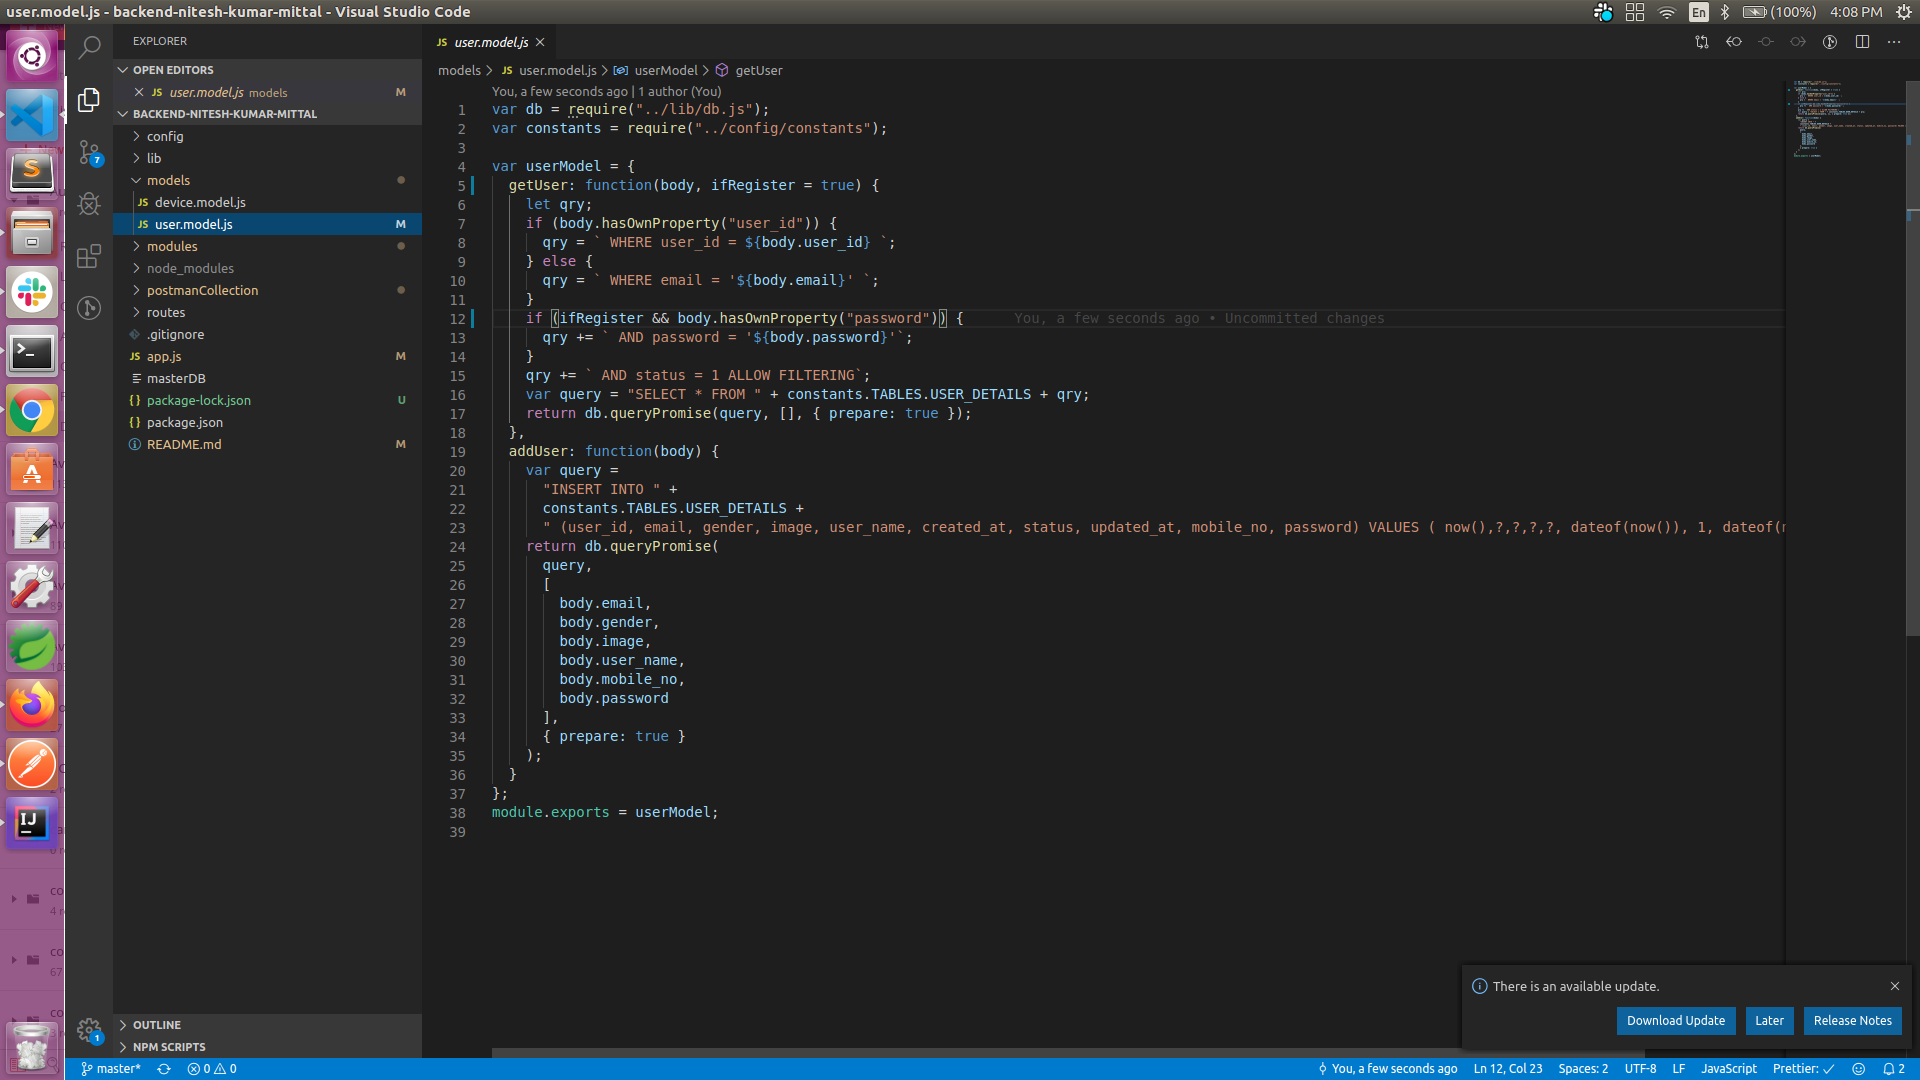 user.model.js - backend-nitesh-kumar-mittal - Visual Studio Code
En (100%) 4:08 PM
EXPLORER
OPEN EDITORS
JS user.model.js models M
BACKEND-NITESH-KUMAR-MITTAL
config
lib
models
JS device.model.js
JS user.model.js M
modules
node_modules
postmanCollection
routes
.gitignore
JS app.js M
masterDB
{} package-lock.json U
{} package.json
README.md M
OUTLINE
NPM SCRIPTS
7
1
JS user.model.js
models > JS user.model.js > userModel > getUser
You, a few seconds ago | 1 author (You)
1 var db = require("../lib/db.js");
2 var constants = require("../config/constants");
3
4 var userModel = {
5 getUser: function(body, ifRegister = true) {
6 let qry;
7 if (body.hasOwnProperty("user_id")) {
8 qry = ` WHERE user_id = ${body.user_id} `;
9 } else {
10 qry = ` WHERE email = '${body.email}' `;
11 }
12 if (ifRegister && body.hasOwnProperty("password")) { You, a few seconds ago • Uncommitted changes
13 qry += ` AND password = '${body.password}'`;
14 }
15 qry += ` AND status = 1 ALLOW FILTERING`;
16 var query = "SELECT * FROM " + constants.TABLES.USER_DETAILS + qry;
17 return db.queryPromise(query, [], { prepare: true });
18 },
19 addUser: function(body) {
20 var query =
21 "INSERT INTO " +
22 constants.TABLES.USER_DETAILS +
23 " (user_id, email, gender, image, user_name, created_at, status, updated_at, mobile_no, password) VALUES ( now(),?,?,?,?, dateof(now()), 1, dateof(
24 return db.queryPromise(
25 query,
26 [
27 body.email,
28 body.gender,
29 body.image,
30 body.user_name,
31 body.mobile_no,
32 body.password
33 ],
34 { prepare: true }
35 );
36 }
37 };
38 module.exports = userModel;
39
There is an available update.
Download Update Later Release Notes
master* 0 0 You, a few seconds ago Ln 12, Col 23 Spaces: 2 UTF-8 LF JavaScript Prettier: ✓ 2